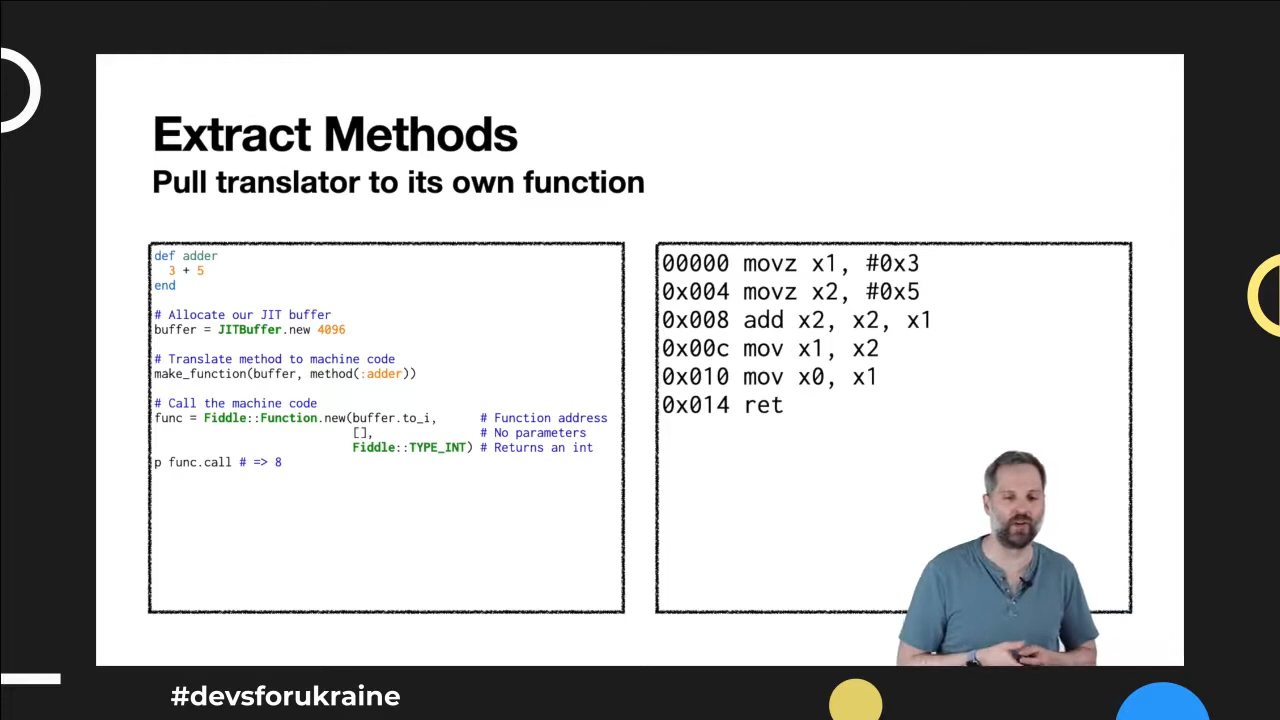 Extract Methods
Pull translator to its own function
def adder
  3 + 5
end
# Allocate our JIT buffer
buffer = JITBuffer.new 4096
# Translate method to machine code
make_function(buffer, method(:adder))
# Call the machine code
func = Fiddle::Function.new(buffer.to_i,      # Function address
                            [],               # No parameters
                            Fiddle::TYPE_INT) # Returns an int
p func.call # => 8
00000 movz x1, #0x3
0x004 movz x2, #0x5
0x008 add x2, x2, x1
0x00c mov x1, x2
0x010 mov x0, x1
0x014 ret
#devsforukraine